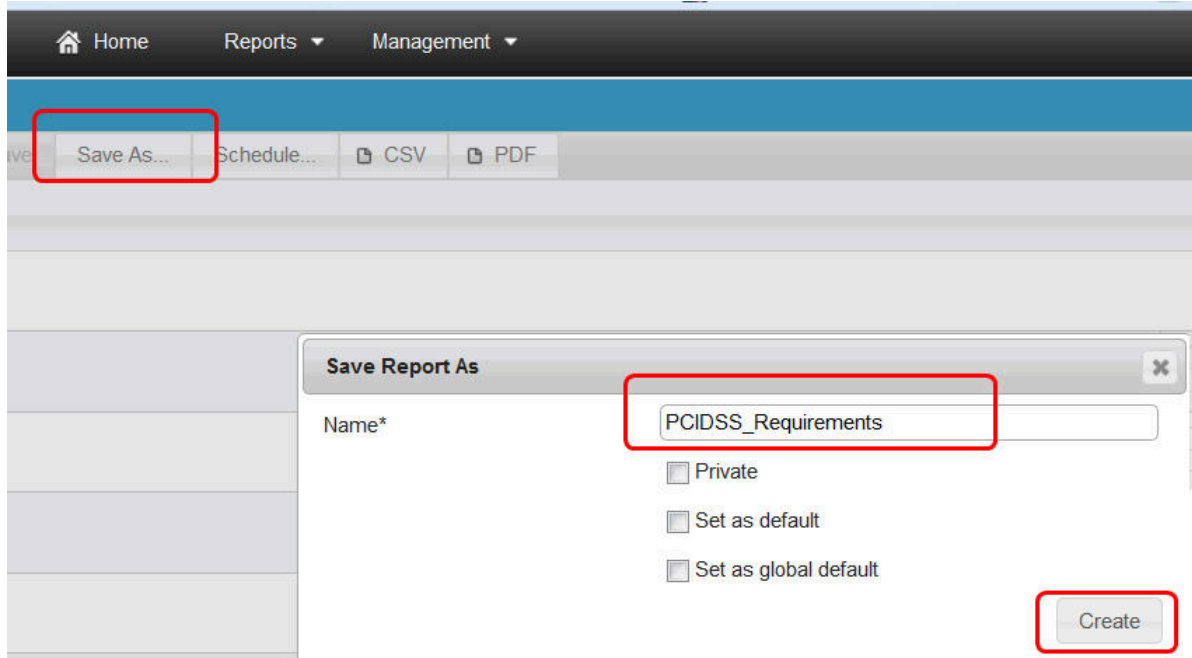 Home Reports Management
Save As... Schedule... CSV PDF
Save Report As
Name* PCIDSS_Requirements
Private
Set as default
Set as global default
Create